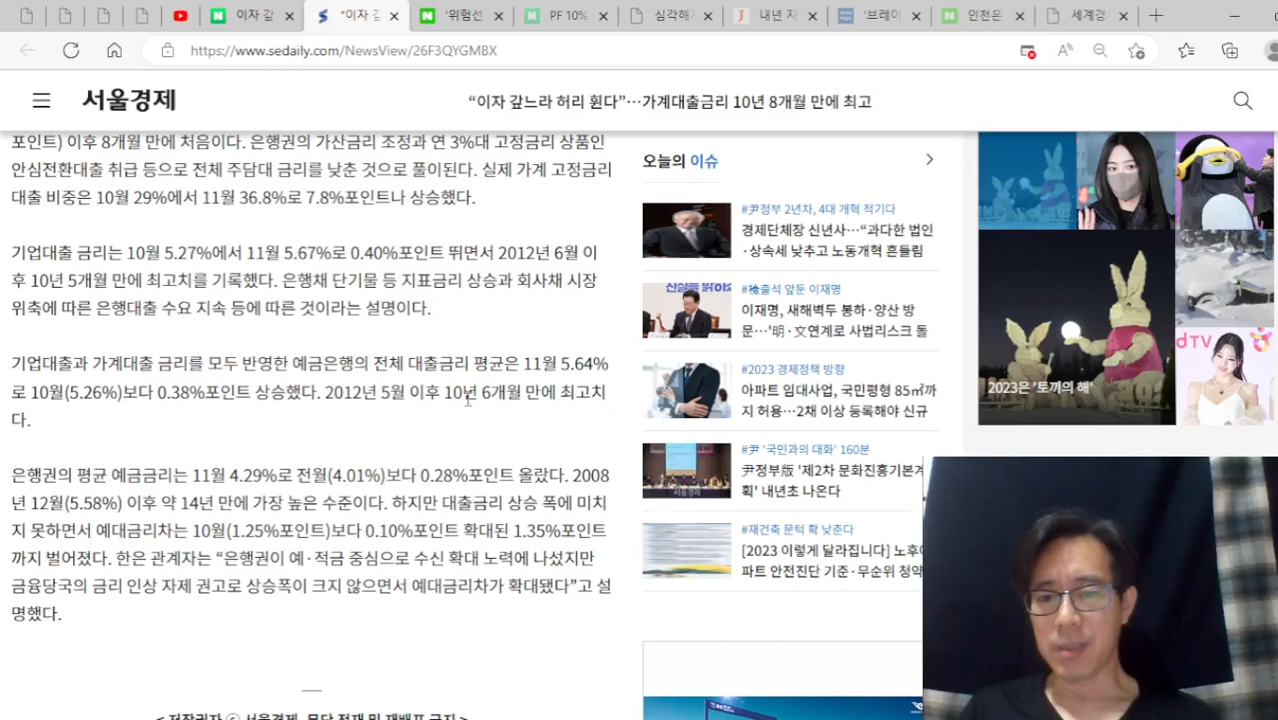 이자 갚
"이자 갚
'위험선
PF 10%
심각해?
내년 지
'브레이
인천은
세계경
https://www.sedaily.com/NewsView/26F3QYGMBX
서울경제
“이자 갚느라 허리 휜다”…가계대출금리 10년 8개월 만에 최고
포인트) 이후 8개월 만에 처음이다. 은행권의 가산금리 조정과 연 3%대 고정금리 상품인
안심전환대출 취급 등으로 전체 주담대 금리를 낮춘 것으로 풀이된다. 실제 가계 고정금리
대출 비중은 10월 29%에서 11월 36.8%로 7.8%포인트나 상승했다.
기업대출 금리는 10월 5.27%에서 11월 5.67%로 0.40%포인트 뛰면서 2012년 6월 이
후 10년 5개월 만에 최고치를 기록했다. 은행채 단기물 등 지표금리 상승과 회사채 시장
위축에 따른 은행대출 수요 지속 등에 따른 것이라는 설명이다.
기업대출과 가계대출 금리를 모두 반영한 예금은행의 전체 대출금리 평균은 11월 5.64%
로 10월(5.26%)보다 0.38%포인트 상승했다. 2012년 5월 이후 10년 6개월 만에 최고치
다.
은행권의 평균 예금금리는 11월 4.29%로 전월(4.01%)보다 0.28%포인트 올랐다. 2008
년 12월(5.58%) 이후 약 14년 만에 가장 높은 수준이다. 하지만 대출금리 상승 폭에 미치
지 못하면서 예대금리차는 10월(1.25%포인트)보다 0.10%포인트 확대된 1.35%포인트
까지 벌어졌다. 한은 관계자는 “은행권이 예·적금 중심으로 수신 확대 노력에 나섰지만
금융당국의 금리 인상 자제 권고로 상승폭이 크지 않으면서 예대금리차가 확대됐다”고 설
명했다.
< 저작권자 ⓒ 서울경제, 무단 전재 및 재배포 금지 >
오늘의 이슈
#尹정부 2년차, 4대 개혁 적기다
경제단체장 신년사…“과다한 법인
·상속세 낮추고 노동개혁 흔들림
#檢출석 앞둔 이재명
이재명, 새해벽두 봉하·양산 방
문…'明·文연계로 사법리스크 돌
#2023 경제정책 방향
아파트 임대사업, 국민평형 85㎡까
지 허용…2채 이상 등록해야 신규
#尹 '국민과의 대화' 160분
尹정부版 '제2차 문화진흥기본계
획' 내년초 나온다
#재건축 문턱 확 낮춘다
[2023 이렇게 달라집니다] 노후아
파트 안전진단 기준·무순위 청약
2023은 '토끼의 해'
dTV